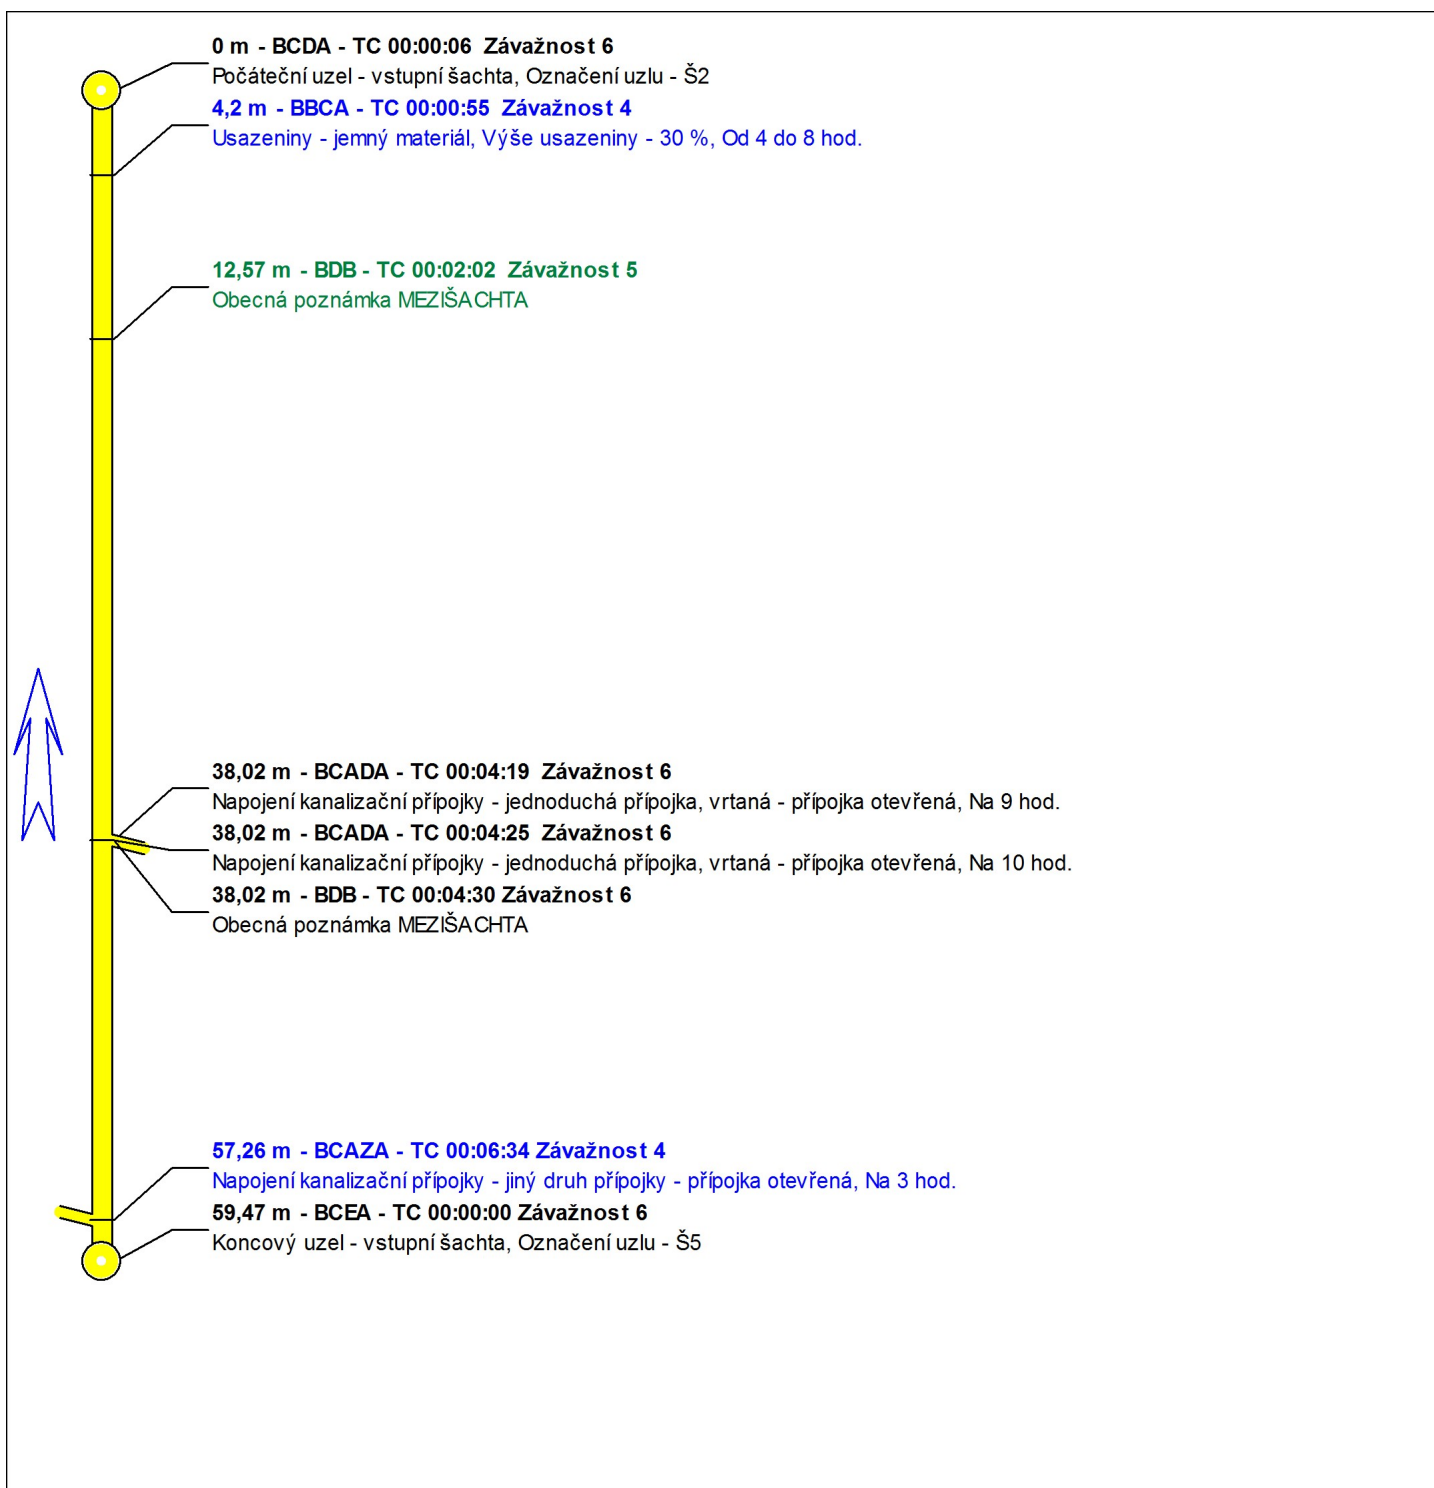 0 m - BCDA - TC 00:00:06 Závažnost 6
Počáteční uzel - vstupní šachta, Označení uzlu - Š2
4,2 m - BBCA - TC 00:00:55 Závažnost 4
Usazeniny - jemný materiál, Výše usazeniny - 30 %, Od 4 do 8 hod.
12,57 m - BDB - TC 00:02:02 Závažnost 5
Obecná poznámka MEZIŠACHTA
38,02 m - BCADA - TC 00:04:19 Závažnost 6
Napojení kanalizační přípojky - jednoduchá přípojka, vrtaná - přípojka otevřená, Na 9 hod.
38,02 m - BCADA - TC 00:04:25 Závažnost 6
Napojení kanalizační přípojky - jednoduchá přípojka, vrtaná - přípojka otevřená, Na 10 hod.
38,02 m - BDB - TC 00:04:30 Závažnost 6
Obecná poznámka MEZIŠACHTA
57,26 m - BCAZA - TC 00:06:34 Závažnost 4
Napojení kanalizační přípojky - jiný druh přípojky - přípojka otevřená, Na 3 hod.
59,47 m - BCEA - TC 00:00:00 Závažnost 6
Koncový uzel - vstupní šachta, Označení uzlu - Š5